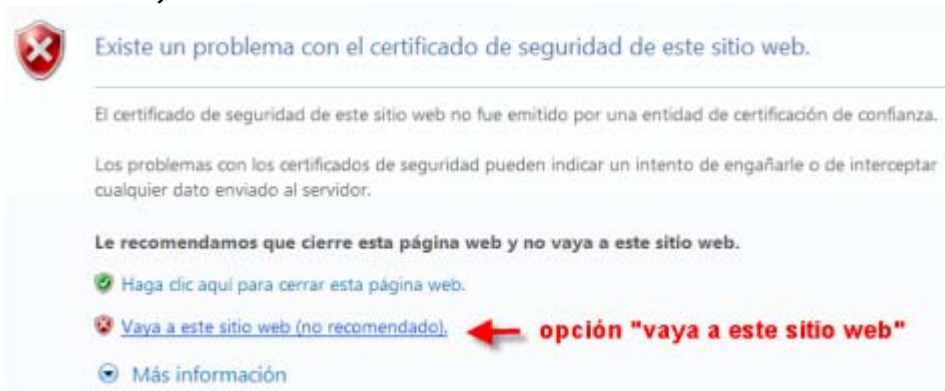 Existe un problema con el certificado de seguridad de este sitio web.
El certificado de seguridad de este sitio web no fue emitido por una entidad de certificación de confianza.
Los problemas con los certificados de seguridad pueden indicar un intento de engañarle o de interceptar
cualquier dato enviado al servidor.
Le recomendamos que cierre esta página web y no vaya a este sitio web.
Haga clic aquí para cerrar esta página web.
Vaya a este sitio web (no recomendado). opción "vaya a este sitio web"
Más información